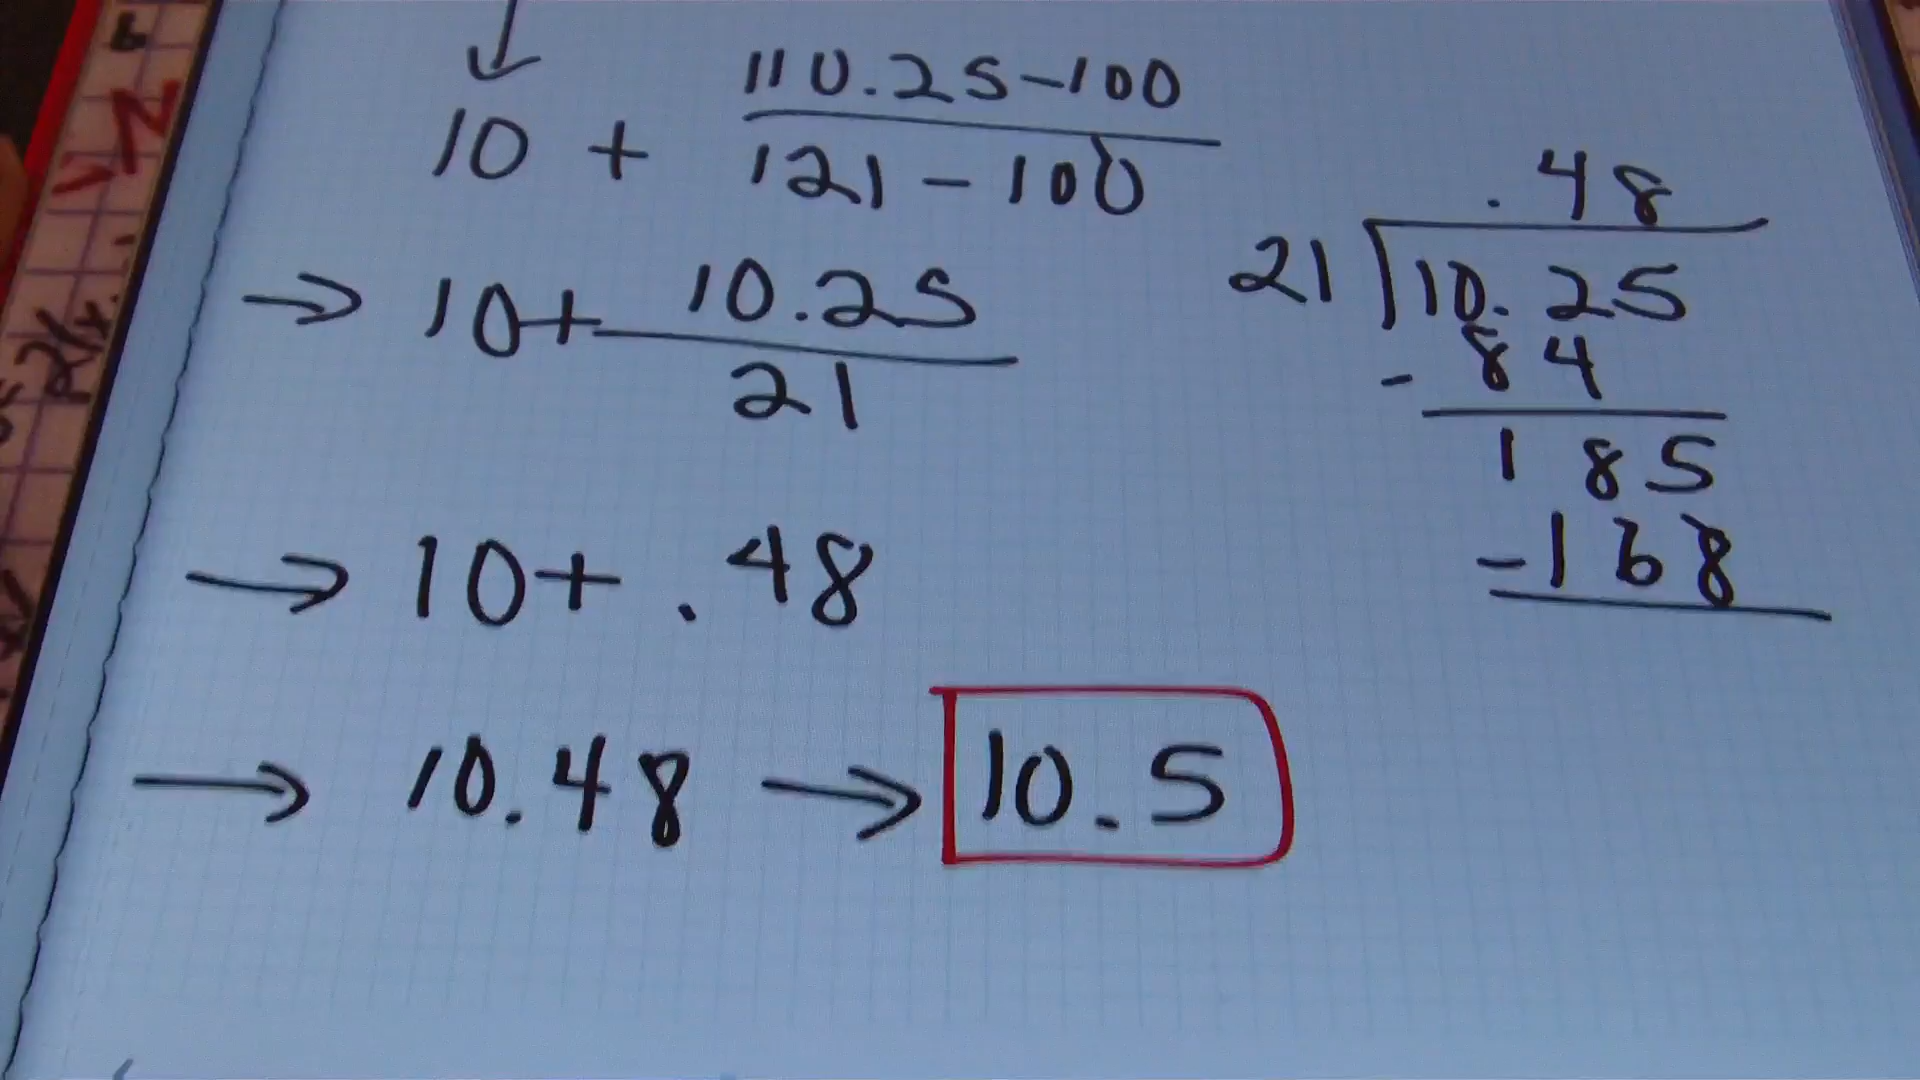 110.25-100
10 +
121 - 100
→ 10+ 10.25
21
→ 10+ .48
→ 10.48 → 10.5
.48
21 10.25
- 84
185
-168